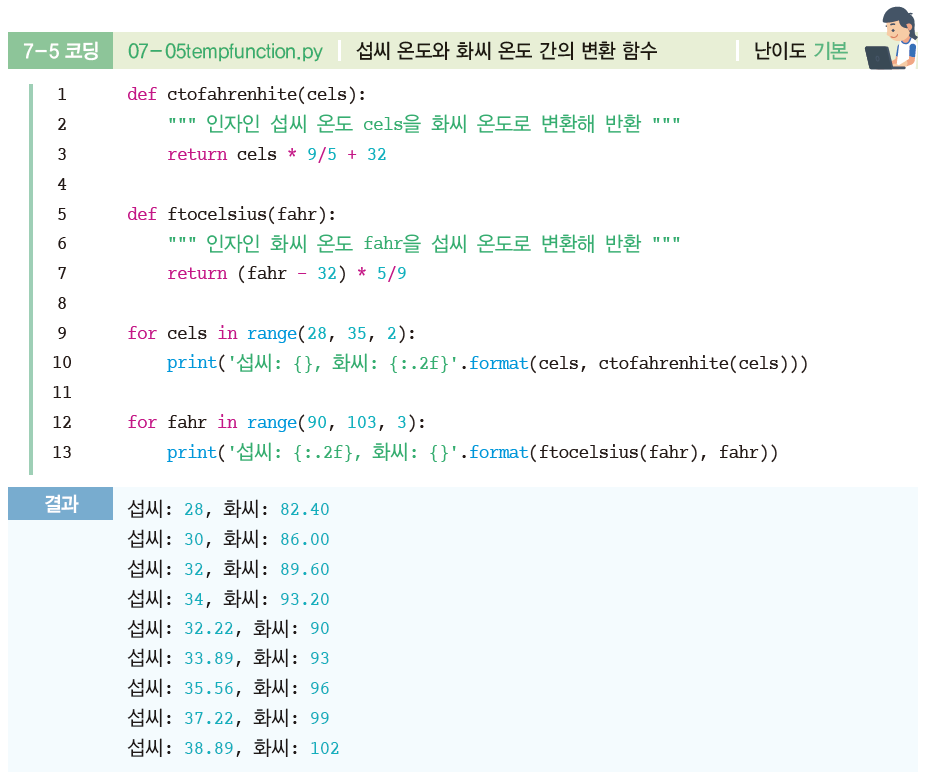 7-5 코딩 07-05tempfunction.py 섭씨 온도와 화씨 온도 간의 변환 함수 난이도 기본
1 def ctofahrenhite(cels):
2 """ 인자인 섭씨 온도 cels을 화씨 온도로 변환해 반환 """
3 return cels * 9/5 + 32
4
5 def ftocelsius(fahr):
6 """ 인자인 화씨 온도 fahr을 섭씨 온도로 변환해 반환 """
7 return (fahr - 32) * 5/9
8
9 for cels in range(28, 35, 2):
10 print('섭씨: {}, 화씨: {:.2f}'.format(cels, ctofahrenhite(cels)))
11
12 for fahr in range(90, 103, 3):
13 print('섭씨: {:.2f}, 화씨: {}'.format(ftocelsius(fahr), fahr))
결과
섭씨: 28, 화씨: 82.40
섭씨: 30, 화씨: 86.00
섭씨: 32, 화씨: 89.60
섭씨: 34, 화씨: 93.20
섭씨: 32.22, 화씨: 90
섭씨: 33.89, 화씨: 93
섭씨: 35.56, 화씨: 96
섭씨: 37.22, 화씨: 99
섭씨: 38.89, 화씨: 102